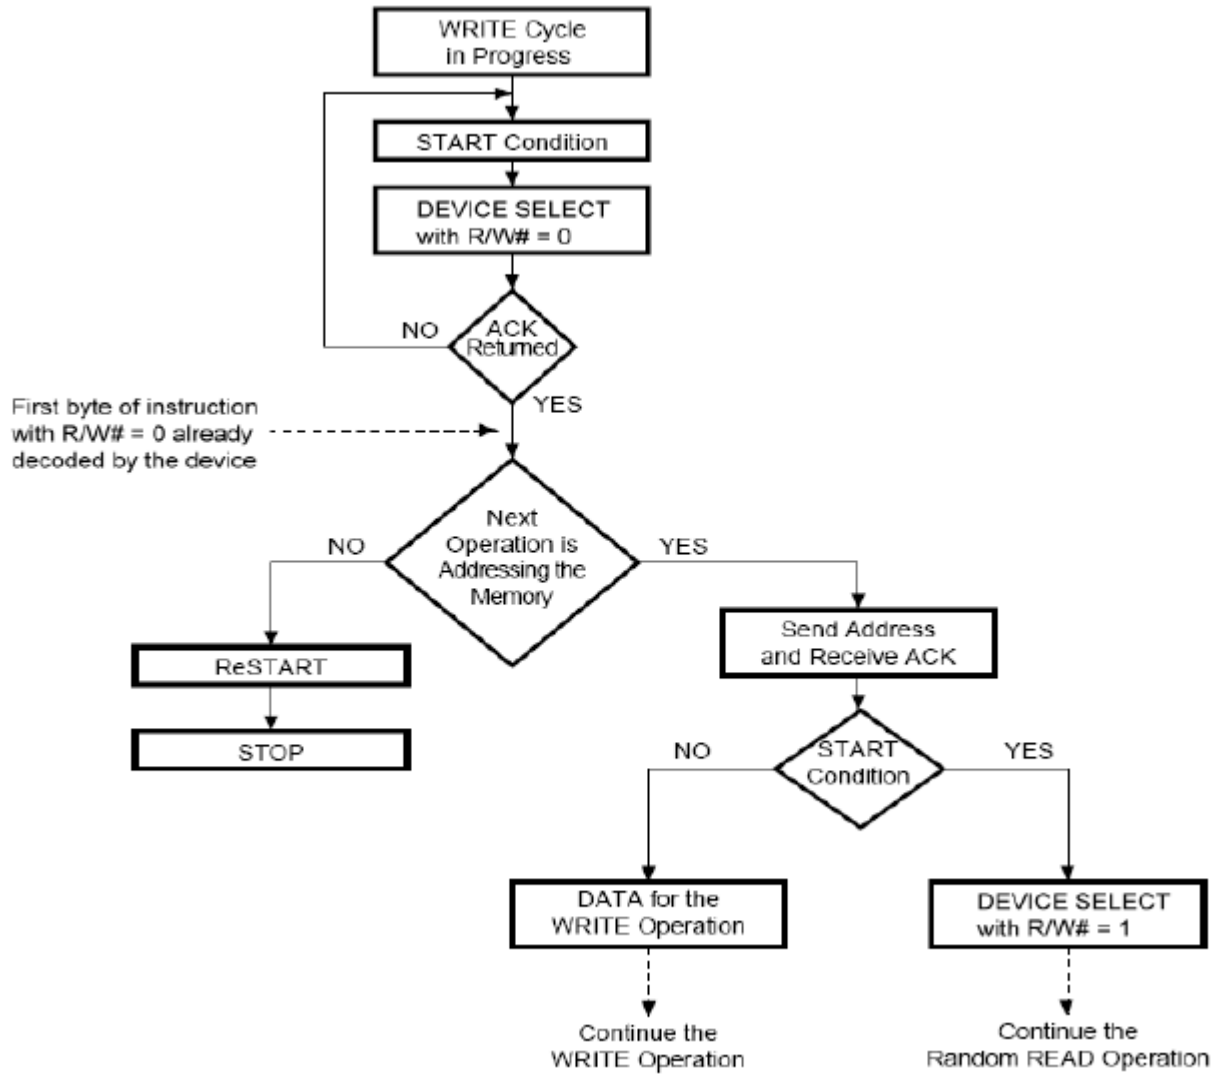 WRITE Cycle
in Progress
START Condition
DEVICE SELECT
with R/W# = 0
NO
ACK
Returned
YES
First byte of instruction
with R/W# = 0 already
decoded by the device
NO
Next
Operation is
Addressing the
Memory
YES
ReSTART
STOP
Send Address
and Receive ACK
NO
START
Condition
YES
DATA for the
WRITE Operation
DEVICE SELECT
with R/W# = 1
Continue the
WRITE Operation
Continue the
Random READ Operation